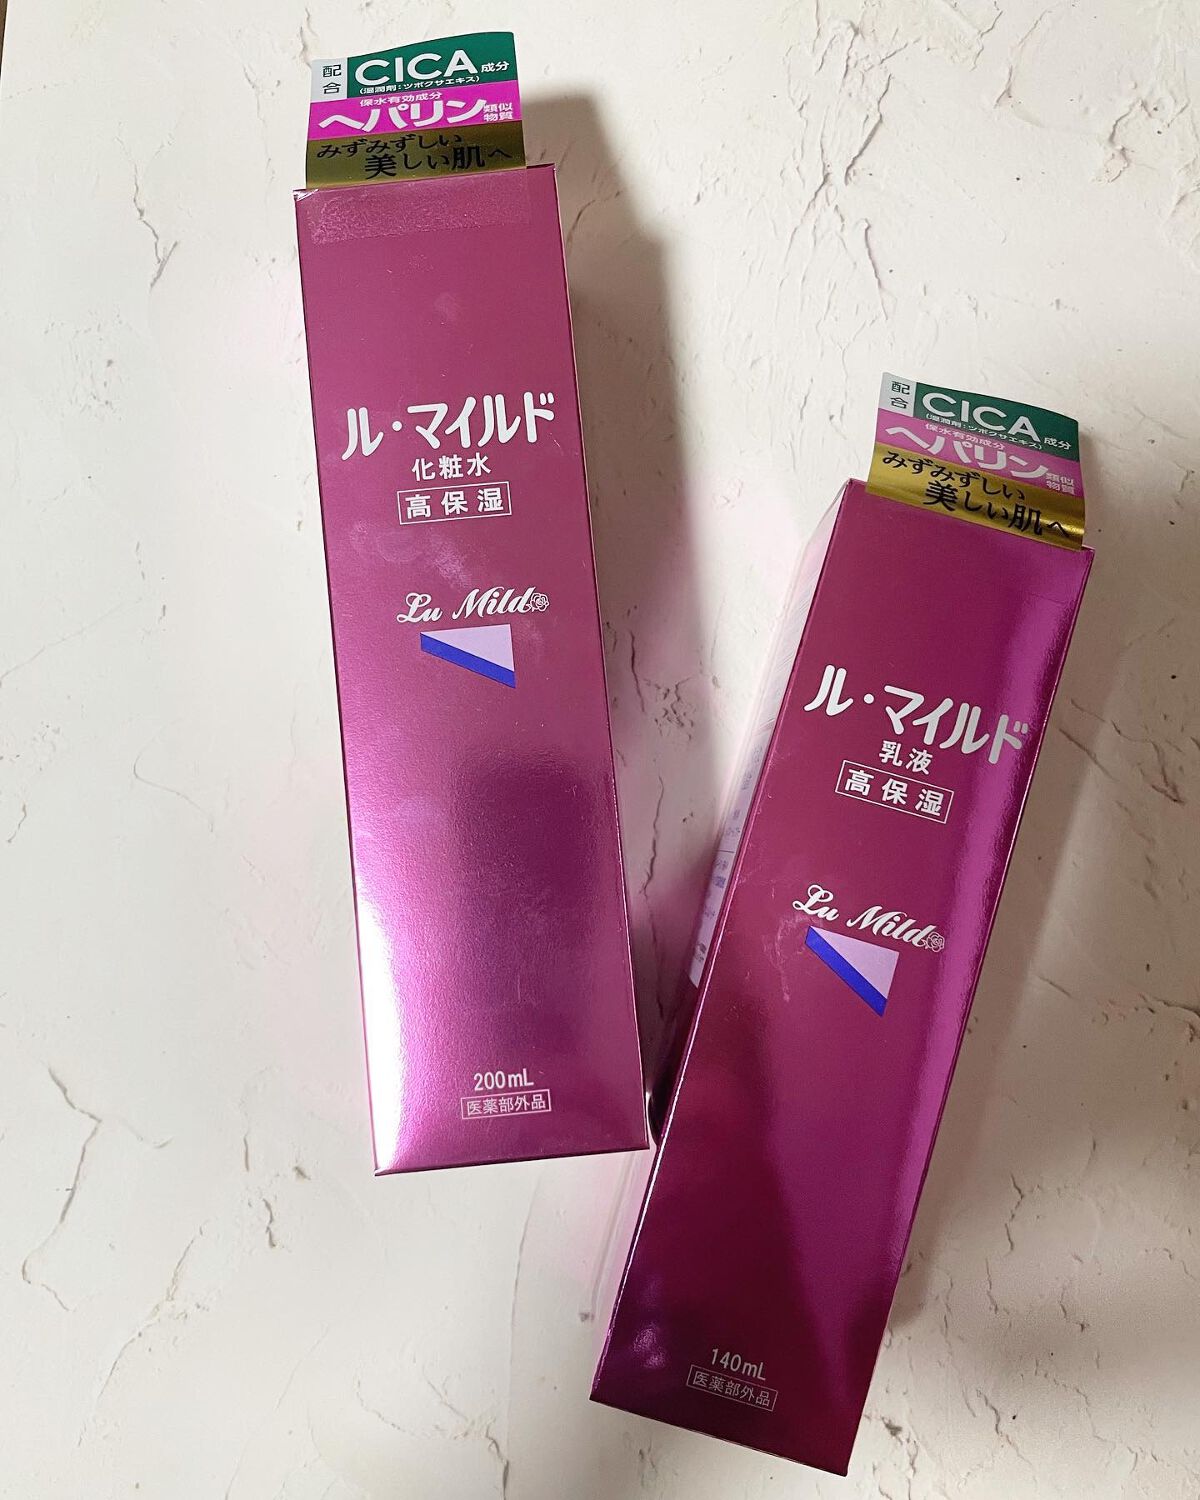 配合
CICA成分
(湿潤剤:ツボクサエキス)
保水有効成分
ヘパリン類似物質
みずみずしい
美しい肌へ
ル・マイルド
化粧水
高保湿
Lu Mild
200mL
医薬部外品
配合
CICA成分
(湿潤剤:ツボクサエキス)
保水有効成分
ヘパリン類似物質
みずみずしい
美しい肌へ
ル・マイルド
乳液
高保湿
Lu Mild
140mL
医薬部外品